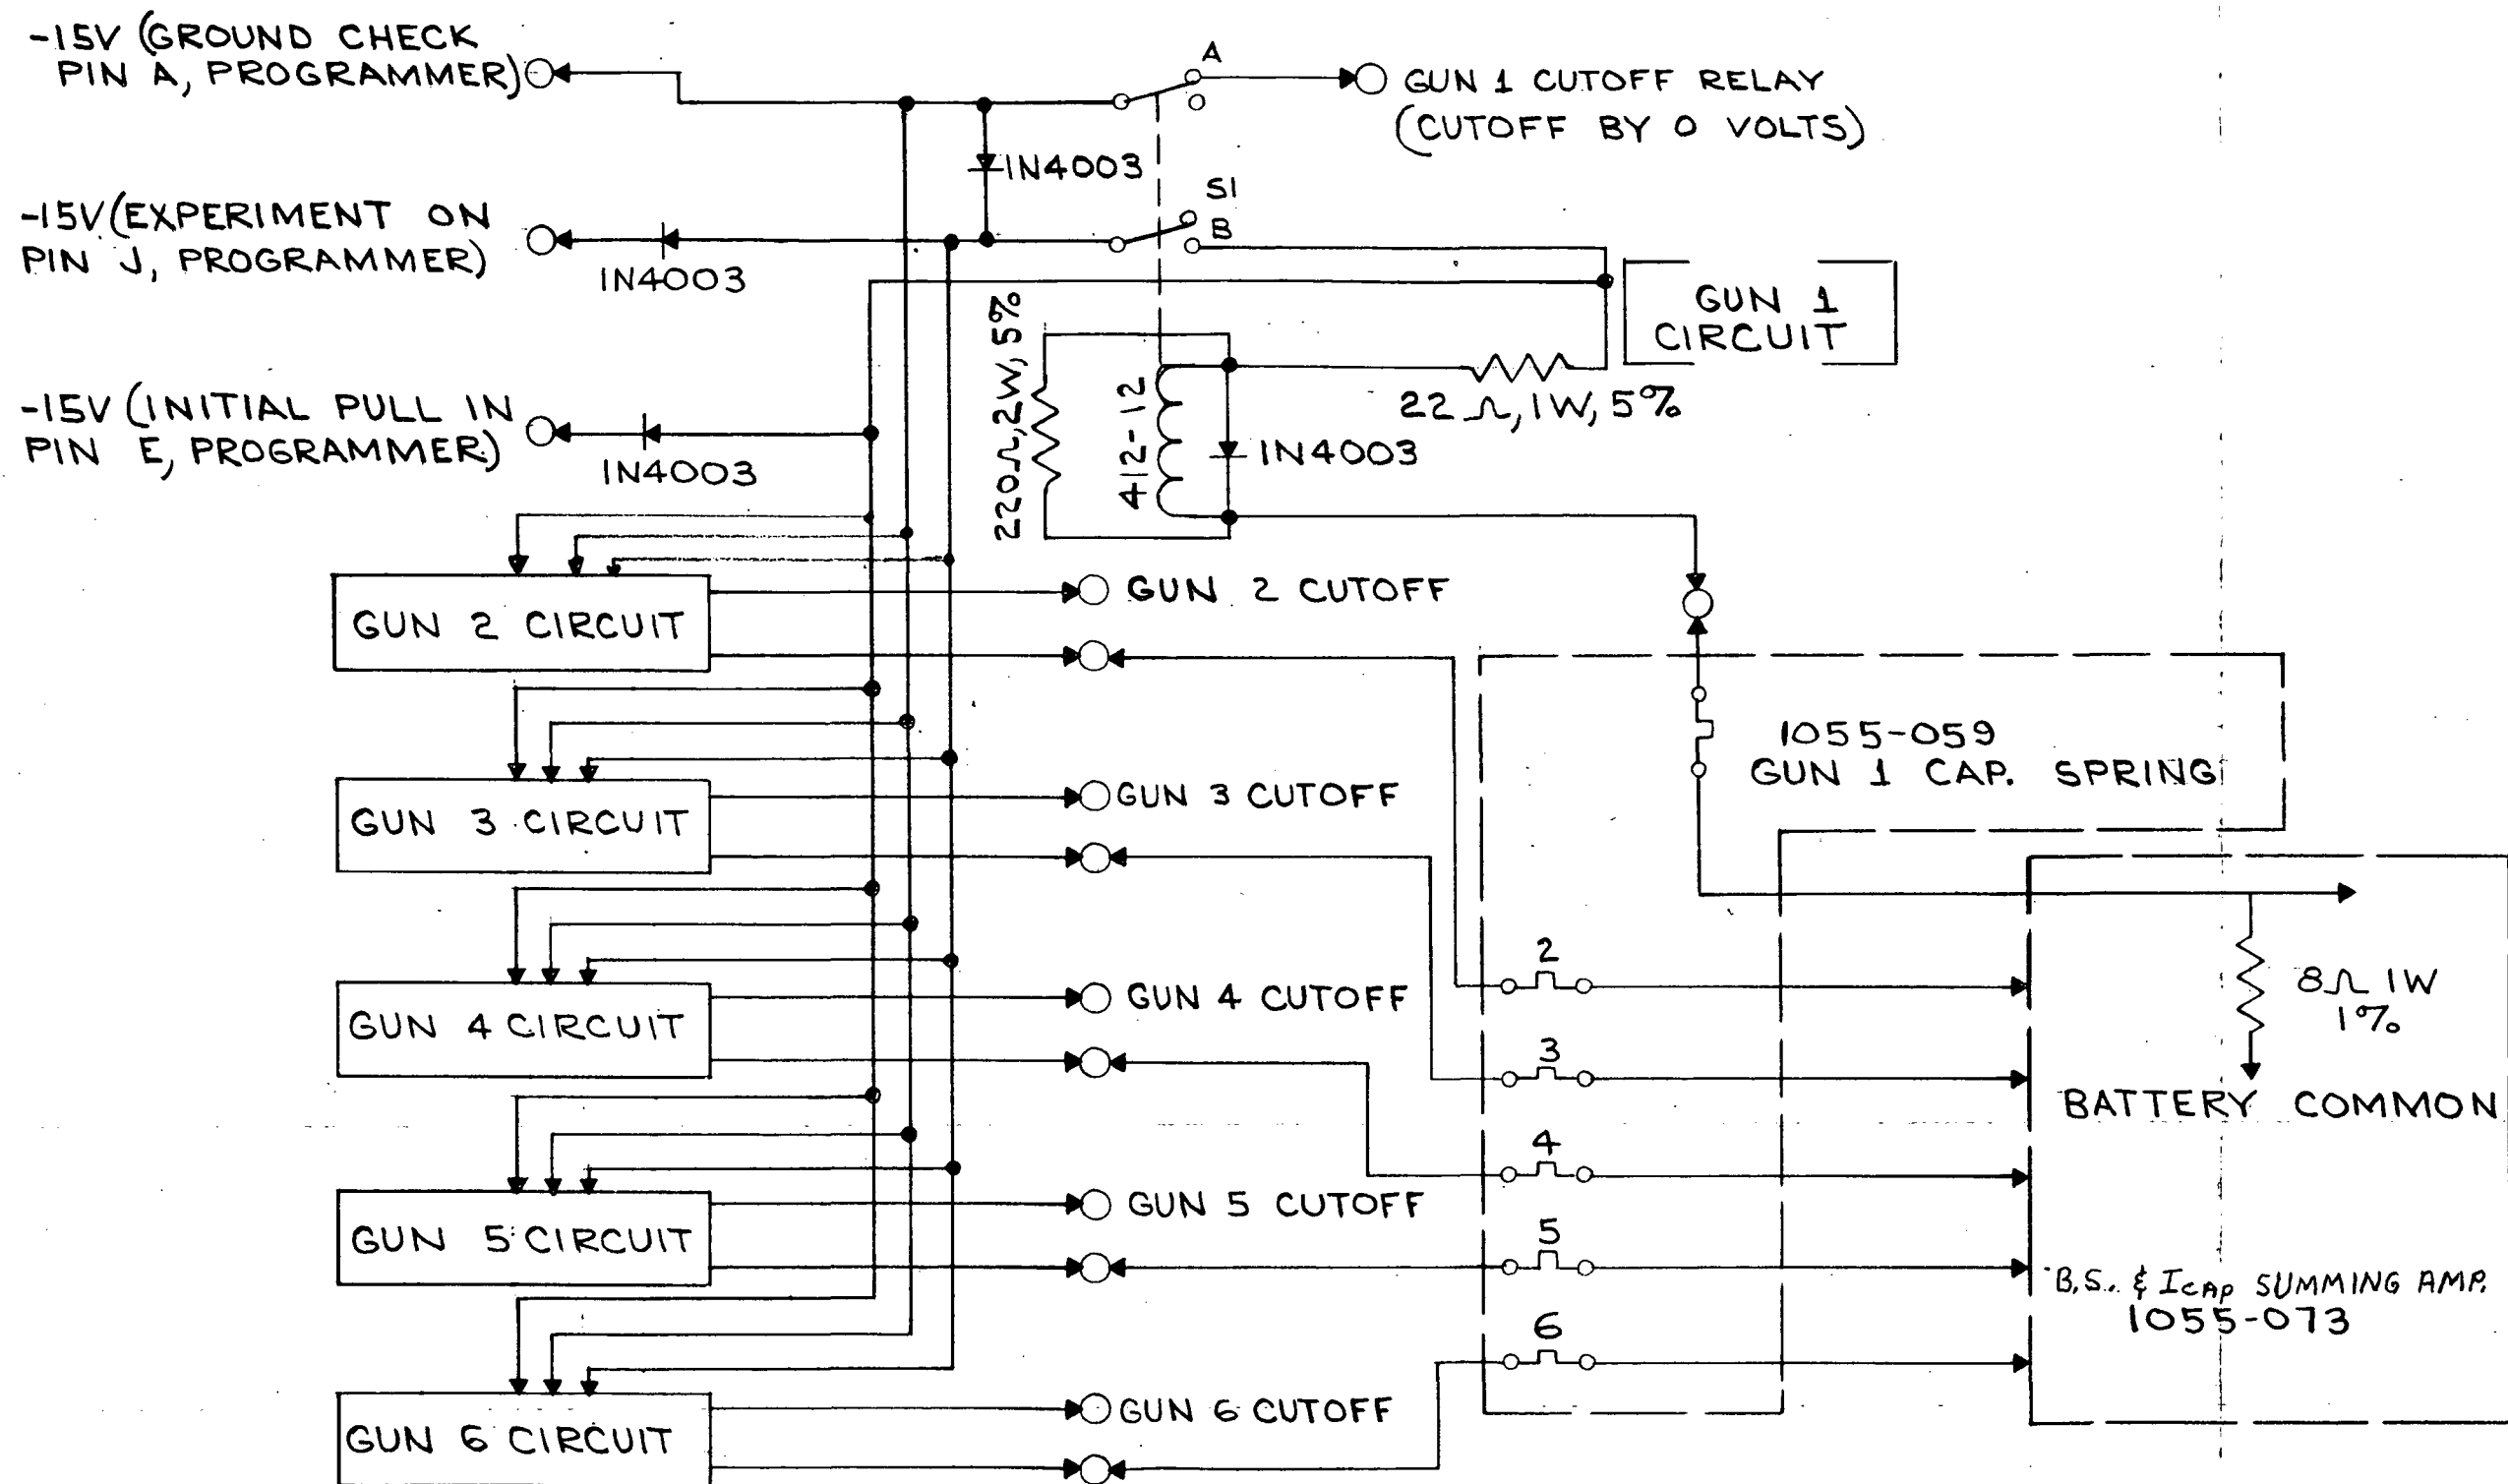 -15V (GROUND CHECK
PIN A, PROGRAMMER)
A
GUN 1 CUTOFF RELAY
(CUTOFF BY 0 VOLTS)
IN4003
S1
B
-15V (EXPERIMENT ON
PIN J, PROGRAMMER)
IN4003
GUN 1
CIRCUIT
220Ω, 2W, 5%
412-12
22Ω, 1W, 5%
IN4003
-15V (INITIAL PULL IN
PIN E, PROGRAMMER)
IN4003
GUN 2 CIRCUIT
GUN 2 CUTOFF
1055-059
GUN 1 CAP. SPRING
GUN 3 CIRCUIT
GUN 3 CUTOFF
2
8Ω 1W
1%
GUN 4 CIRCUIT
GUN 4 CUTOFF
3
BATTERY COMMON
4
GUN 5 CIRCUIT
GUN 5 CUTOFF
5
B.S. & ICAP SUMMING AMP.
1055-073
6
GUN 6 CIRCUIT
GUN 6 CUTOFF